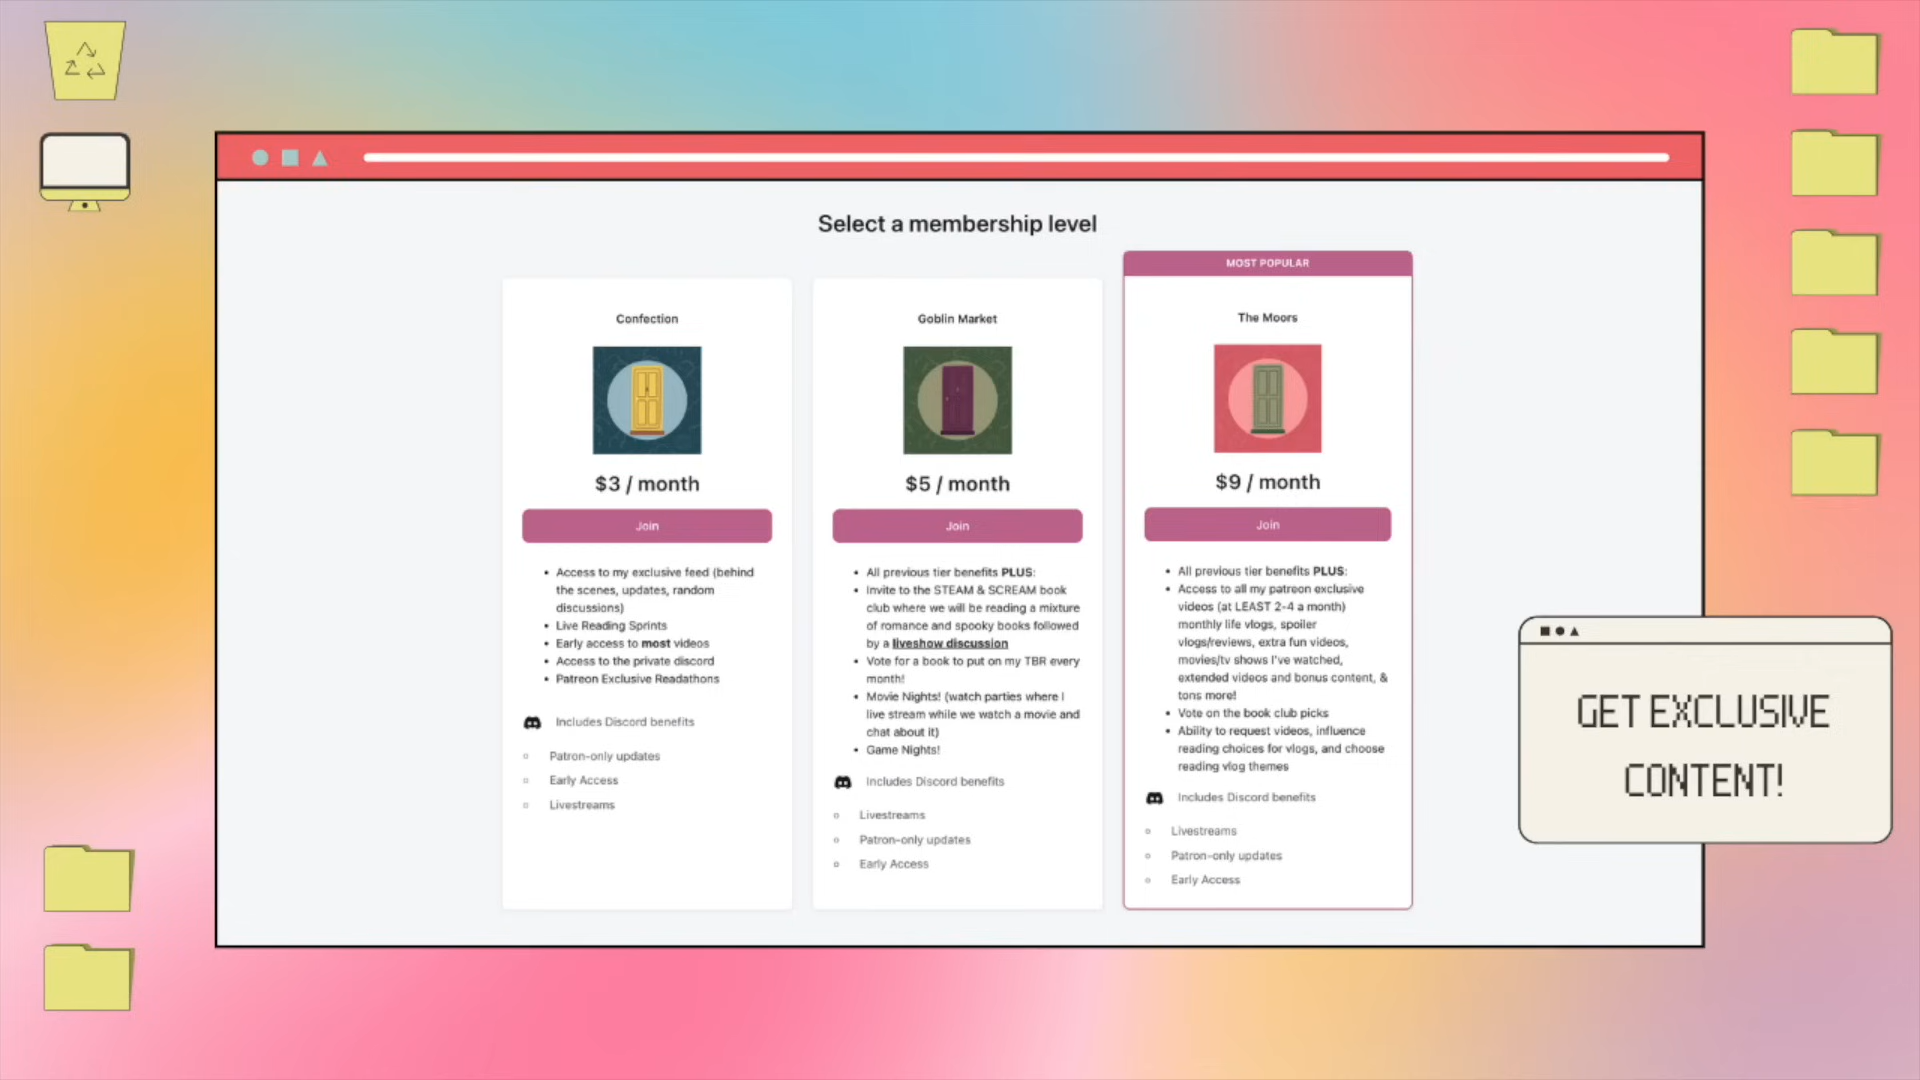 Select a membership level
Confection
$3 / month
Join
• Access to my exclusive feed (behind
the scenes, updates, random
discussions)
• Live Reading Sprints
• Early access to most videos
• Access to the private discord
• Patreon Exclusive Readathons
Includes Discord benefits
Patron-only updates
Early Access
Livestreams
Goblin Market
$5 / month
Join
• All previous tier benefits PLUS:
• Invite to the STEAM & SCREAM book
club where we will be reading a mixture
of romance and spooky books followed
by a liveshow discussion
• Vote for a book to put on my TBR every
month!
• Movie Nights! (watch parties where I
live stream while we watch a movie and
chat about it)
• Game Nights!
Includes Discord benefits
Livestreams
Patron-only updates
Early Access
MOST POPULAR
The Moors
$9 / month
Join
• All previous tier benefits PLUS:
• Access to all my patreon exclusive
videos (at LEAST 2-4 a month)
monthly life vlogs, spoiler
vlogs/reviews, extra fun videos,
movies/tv shows I've watched,
extended videos and bonus content, &
tons more!
• Vote on the book club picks
• Ability to request videos, influence
reading choices for vlogs, and choose
reading vlog themes
Includes Discord benefits
Livestreams
Patron-only updates
Early Access
GET EXCLUSIVE
CONTENT!